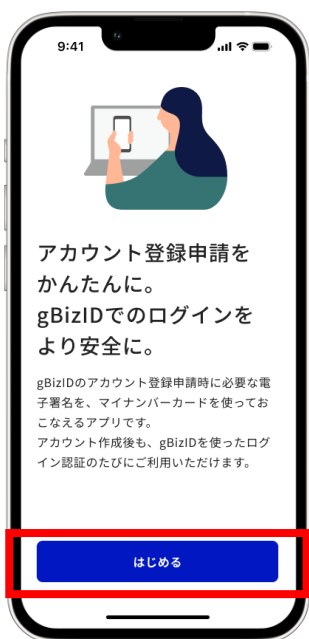 9:41
アカウント登録申請を
かんたんに。
gBizIDでのログインを
より安全に。
gBizIDのアカウント登録申請時に必要な電
子署名を、マイナンバーカードを使ってお
こなえるアプリです。
アカウント作成後も、gBizIDを使ったログ
イン認証のたびにご利用いただけます。
はじめる